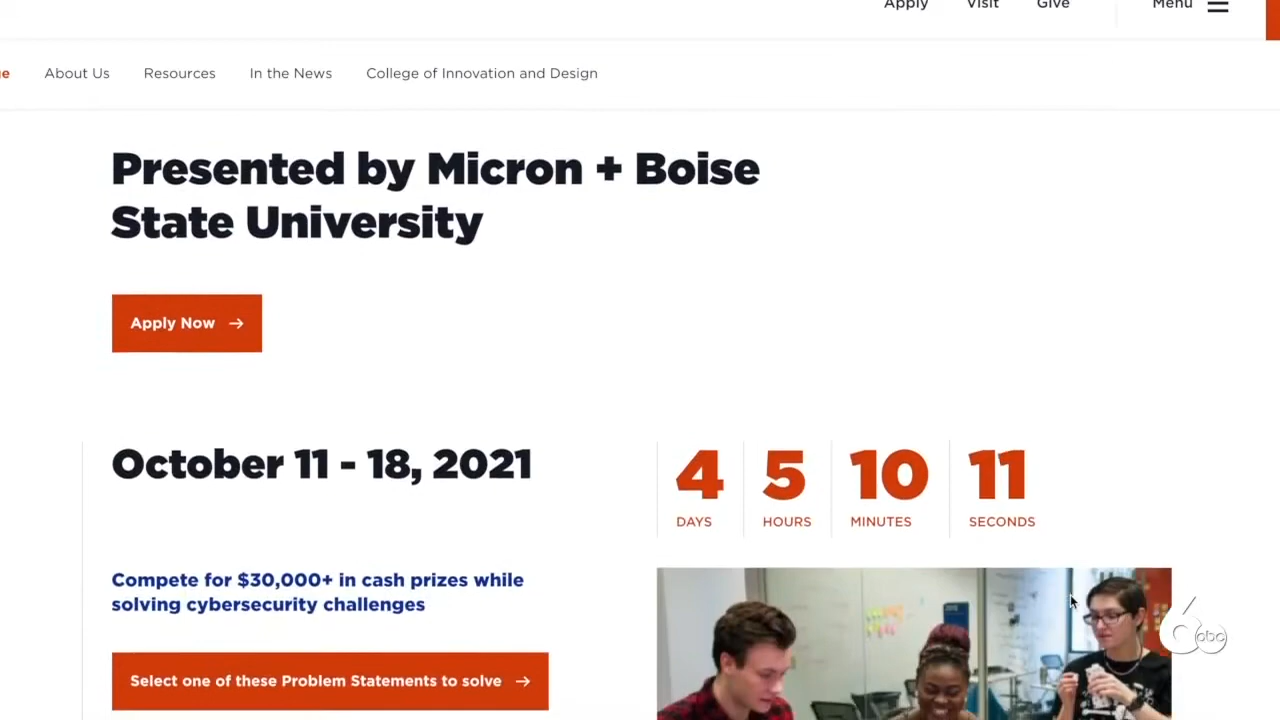 Apply Visit Give Menu
e About Us Resources In the News College of Innovation and Design
Presented by Micron + Boise
State University
Apply Now →
October 11 - 18, 2021
4 5 10 11
DAYS HOURS MINUTES SECONDS
Compete for $30,000+ in cash prizes while
solving cybersecurity challenges
Select one of these Problem Statements to solve →
6 abc